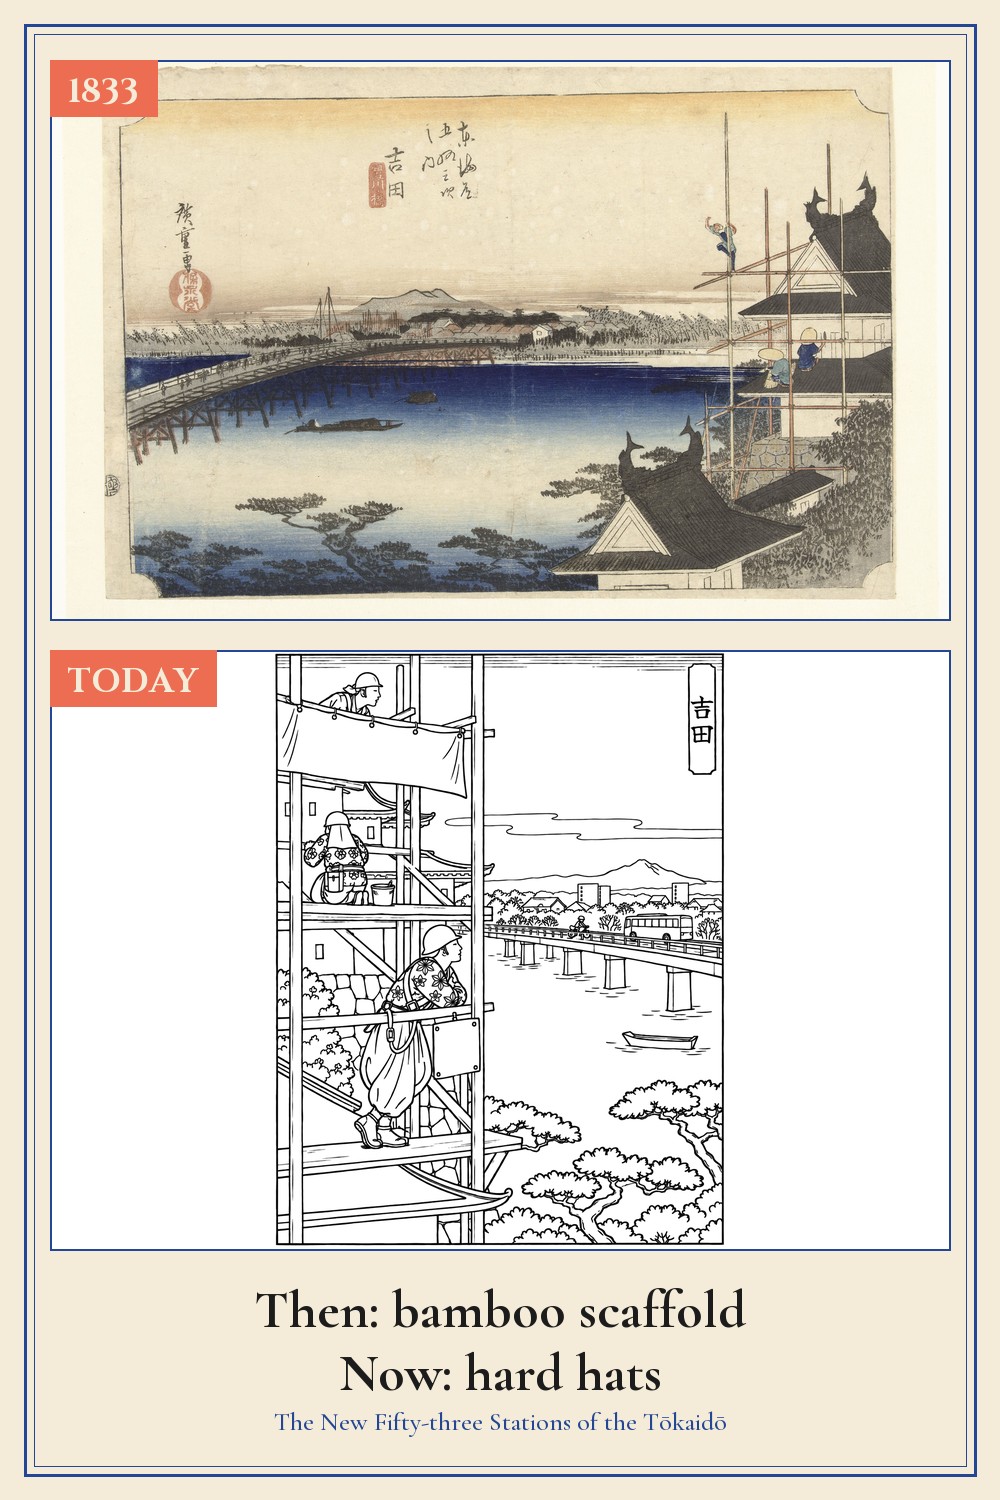 1833
東海道
五拾三次
之内
吉田
廣重画
TODAY
吉田
Then: bamboo scaffold
Now: hard hats
The New Fifty-three Stations of the Tōkaidō